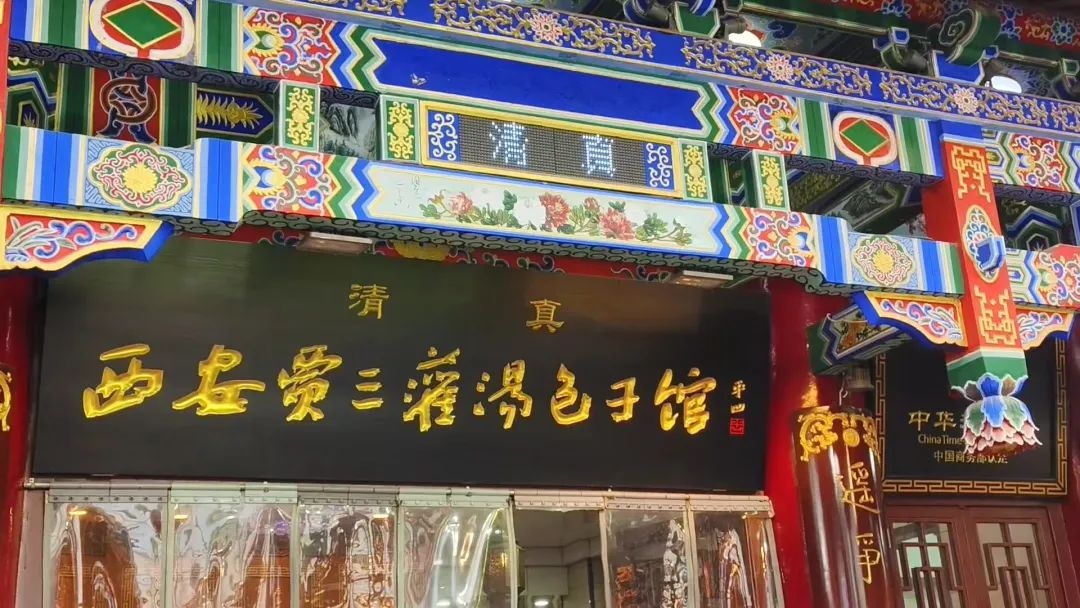 清真
清真
西安贾三灌汤包子馆
平凹
中华
China Time
中国商务部认定